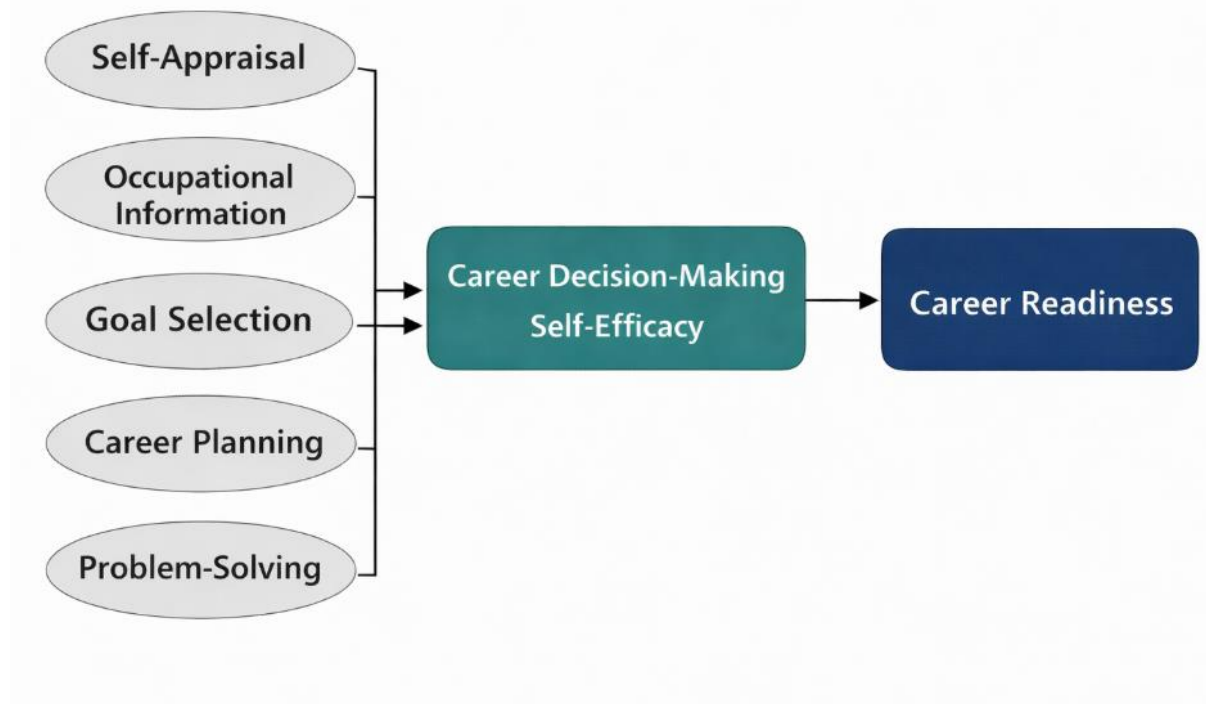 Self-Appraisal
Occupational
Information
Goal Selection
Career Planning
Problem-Solving
Career Decision-Making
Self-Efficacy
Career Readiness